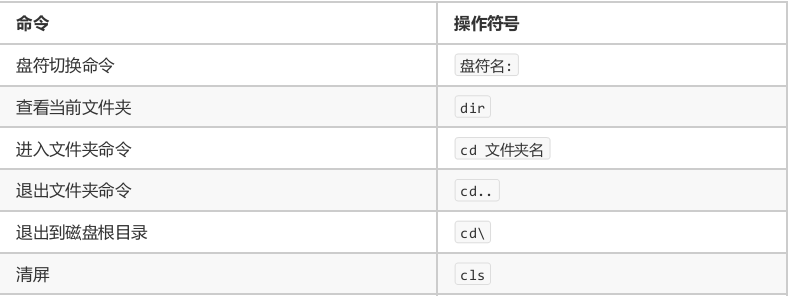 命令 操作符号
盘符切换命令 盘符名:
查看当前文件夹 dir
进入文件夹命令 cd 文件夹名
退出文件夹命令 cd..
退出到磁盘根目录 cd\
清屏 cls